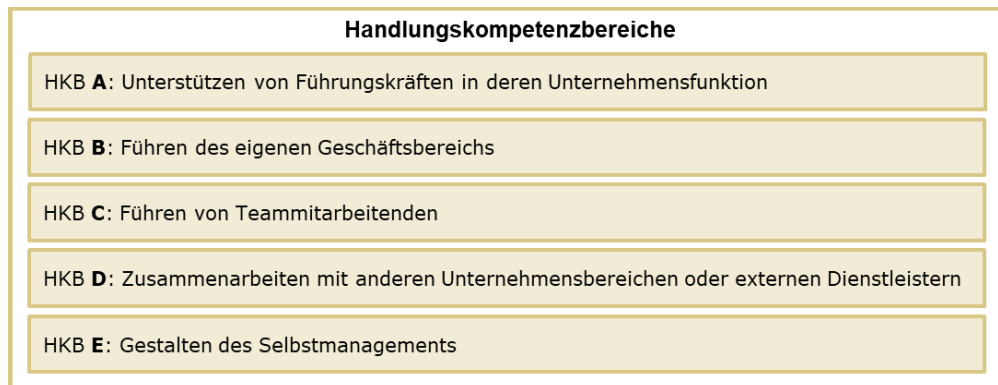 Handlungskompetenzbereiche
HKB A: Unterstützen von Führungskräften in deren Unternehmensfunktion
HKB B: Führen des eigenen Geschäftsbereichs
HKB C: Führen von Teammitarbeitenden
HKB D: Zusammenarbeiten mit anderen Unternehmensbereichen oder externen Dienstleistern
HKB E: Gestalten des Selbstmanagements